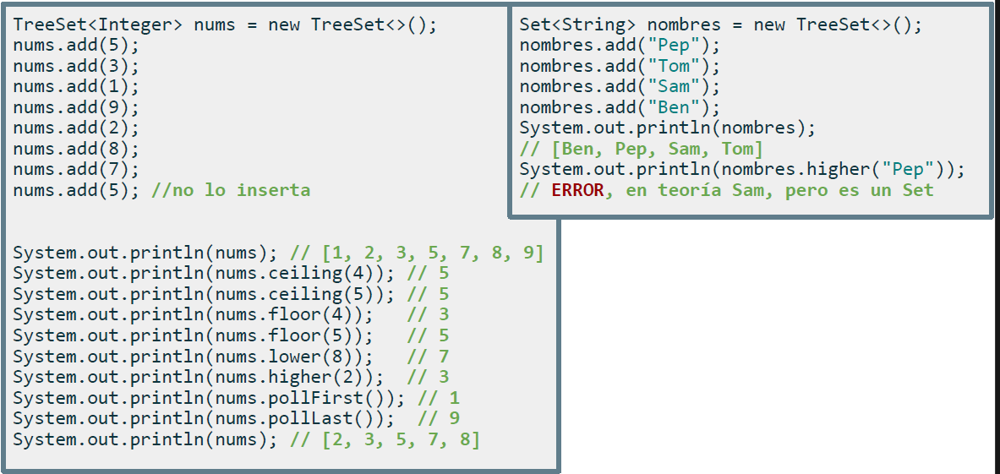 TreeSet<Integer> nums = new TreeSet<>();
nums.add(5);
nums.add(3);
nums.add(1);
nums.add(9);
nums.add(2);
nums.add(8);
nums.add(7);
nums.add(5); //no lo inserta
System.out.println(nums); // [1, 2, 3, 5, 7, 8, 9]
System.out.println(nums.ceiling(4)); // 5
System.out.println(nums.ceiling(5)); // 5
System.out.println(nums.floor(4));   // 3
System.out.println(nums.floor(5));   // 5
System.out.println(nums.lower(8));   // 7
System.out.println(nums.higher(2));  // 3
System.out.println(nums.pollFirst()); // 1
System.out.println(nums.pollLast());  // 9
System.out.println(nums); // [2, 3, 5, 7, 8]
Set<String> nombres = new TreeSet<>();
nombres.add("Pep");
nombres.add("Tom");
nombres.add("Sam");
nombres.add("Ben");
System.out.println(nombres);
// [Ben, Pep, Sam, Tom]
System.out.println(nombres.higher("Pep"));
// ERROR, en teoría Sam, pero es un Set